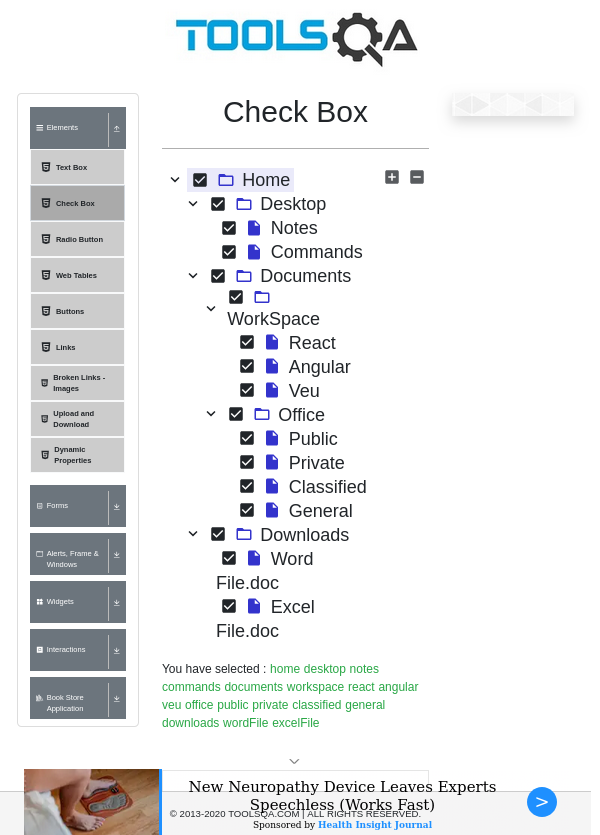 TOOLSQA
Elements
Text Box
Check Box
Radio Button
Web Tables
Buttons
Links
Broken Links -
Images
Upload and
Download
Dynamic
Properties
Forms
Alerts, Frame &
Windows
Widgets
Interactions
Book Store
Application
Check Box
Home
Desktop
Notes
Commands
Documents
WorkSpace
React
Angular
Veu
Office
Public
Private
Classified
General
Downloads
Word
File.doc
Excel
File.doc
You have selected : home desktop notes
commands documents workspace react angular
veu office public private classified general
downloads wordFile excelFile
New Neuropathy Device Leaves Experts
Speechless (Works Fast)
© 2013-2020 TOOLSQA.COM | ALL RIGHTS RESERVED.
Sponsored by Health Insight Journal